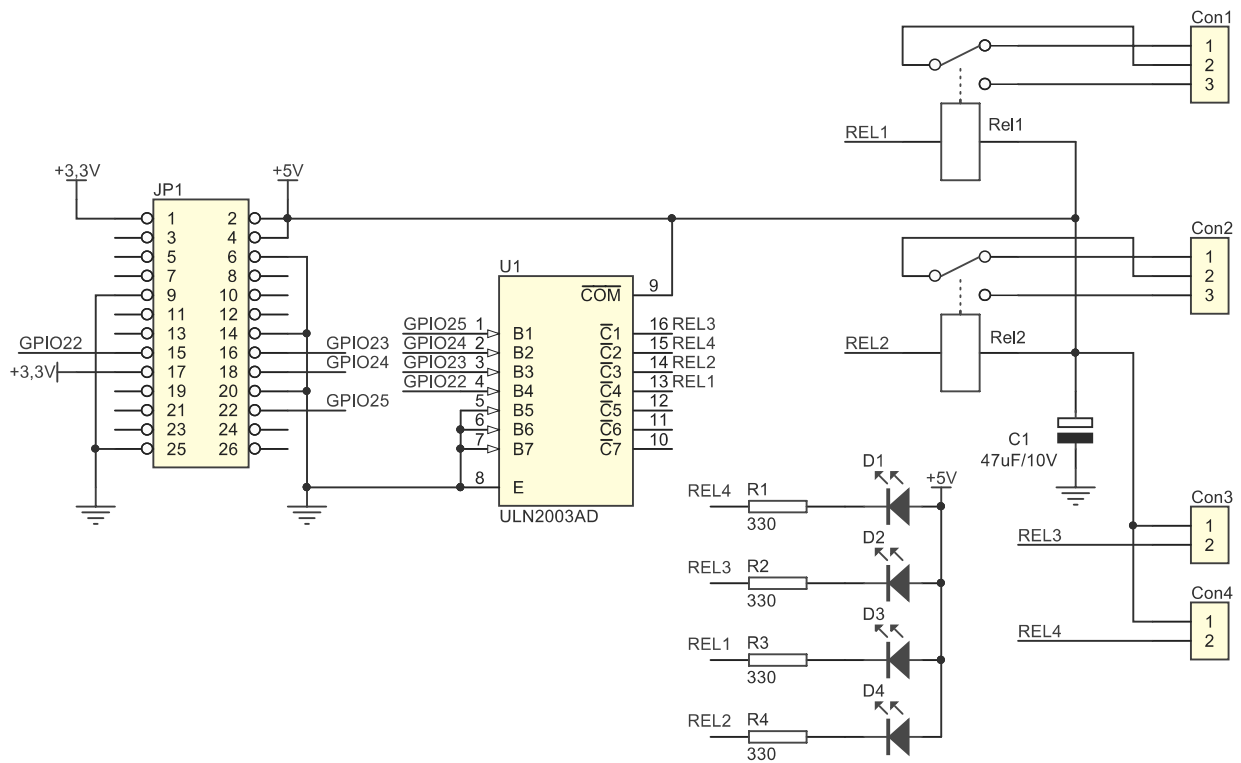 Con1
1
2
3
REL1
Rel1
+3,3V
+5V
JP1
1 2
3 4
5 6
7 8
9 10
11 12
13 14
15 16
17 18
19 20
21 22
23 24
25 26
GPIO22
+3,3V
GPIO23
GPIO24
GPIO25
U1
COM 9
GPIO25 1 B1 C1 16 REL3
GPIO24 2 B2 C2 15 REL4
GPIO23 3 B3 C3 14 REL2
GPIO22 4 B4 C4 13 REL1
5 B5 C5 12
6 B6 C6 11
7 B7 C7 10
8 E
ULN2003AD
Con2
1
2
3
REL2
Rel2
C1
47uF/10V
+5V
REL4 R1 D1
330
REL3 R2 D2
330
REL1 R3 D3
330
REL2 R4 D4
330
Con3
1
REL3 2
Con4
1
REL4 2